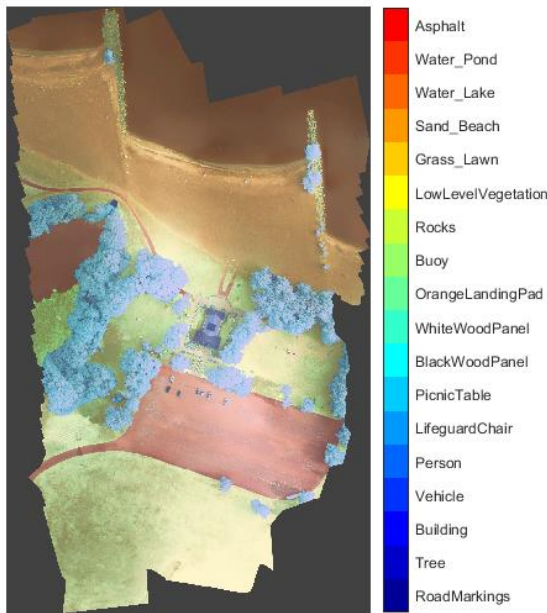 Asphalt
Water_Pond
Water_Lake
Sand_Beach
Grass_Lawn
LowLevelVegetation
Rocks
Buoy
OrangeLandingPad
WhiteWoodPanel
BlackWoodPanel
PicnicTable
LifeguardChair
Person
Vehicle
Building
Tree
RoadMarkings